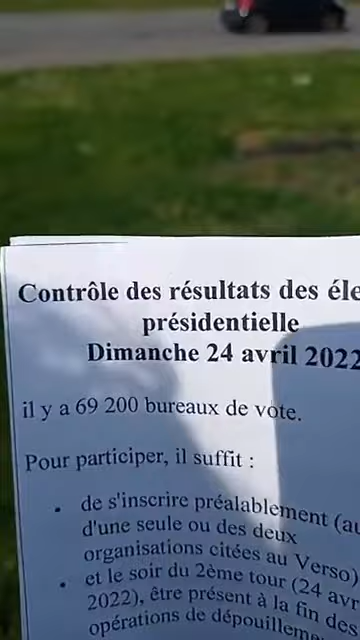 Contrôle des résultats des éle
présidentielle
Dimanche 24 avril 2022
il y a 69 200 bureaux de vote.
Pour participer, il suffit :
• de s'inscrire préalablement (au
d'une seule ou des deux
organisations citées au Verso)
• et le soir du 2ème tour (24 avr
2022), être présent à la fin des
opérations de dépouilleme